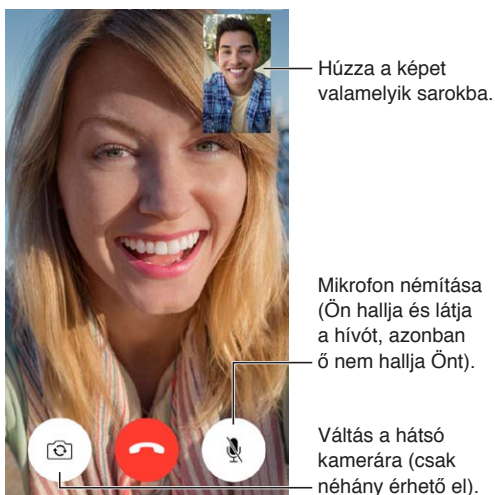 Húzza a képet
valamelyik sarokba.
Mikrofon némítása
(Ön hallja és látja
a hívót, azonban
ő nem hallja Önt).
Váltás a hátsó
kamerára (csak
néhány érhető el).